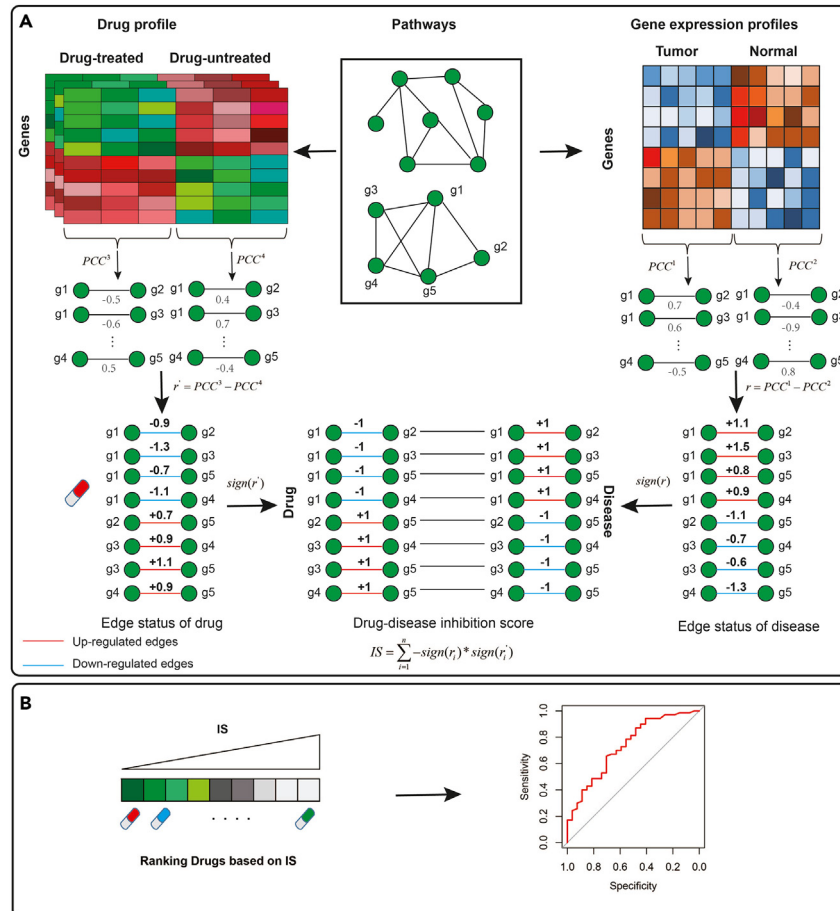 A
Drug profile
Pathways
Gene expression profiles
Drug-treated Drug-untreated
Tumor Normal
Genes
Genes
g3 g1
g2
g4
g5
PCC³ PCC⁴
PCC¹ PCC²
g1 -0.5 g2 0.4 g2
g1 -0.6 g3 0.7 g3
⋮ ⋮
g4 0.5 g5 g4 -0.4 g5
r' = PCC³ − PCC⁴
g1 0.7 g2 g1 -0.4 g2
g1 0.6 g3 g1 -0.9 g3
⋮ ⋮
g4 -0.5 g5 g4 0.8 g5
r = PCC¹ − PCC²
g1 -0.9 g2
g1 -1.3 g3
g1 -0.7 g5
g1 -1.1 g4
g2 +0.7 g5
g3 +0.9 g4
g3 +1.1 g5
g4 +0.9 g5
sign(r')
Drug
g1 -1 g2 g1 +1 g2
g1 -1 g3 g1 +1 g3
g1 -1 g5 g1 +1 g5
g1 -1 g4 g1 +1 g4
g2 +1 g5 g2 -1 g5
g3 +1 g4 g3 -1 g4
g3 +1 g5 g3 -1 g5
g4 +1 g5 g4 -1 g5
Disease
sign(r)
g1 +1.1 g2
g1 +1.5 g3
g1 +0.8 g5
g1 +0.9 g4
g2 -1.1 g5
g3 -0.7 g4
g3 -0.6 g5
g4 -1.3 g5
Edge status of drug
Drug-disease inhibition score
Edge status of disease
Up-regulated edges
Down-regulated edges
IS = ∑ⁿᵢ₌₁ −sign(rᵢ) * sign(rᵢ')
B
IS
. . . .
Ranking Drugs based on IS
Sensitivity
1.0
0.8
0.6
0.4
0.2
0.0
1.0 0.8 0.6 0.4 0.2 0.0
Specificity